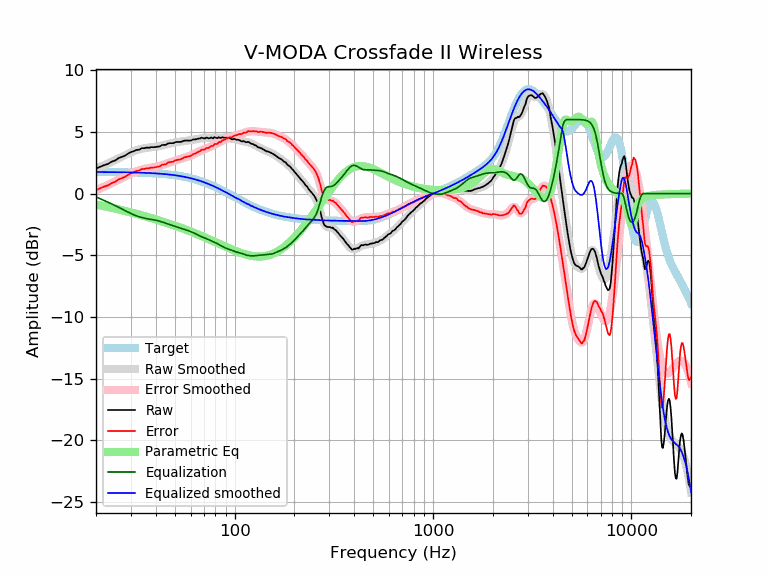 V-MODA Crossfade II Wireless
10
5
0
−5
−10
−15
−20
−25
Amplitude (dBr)
Target
Raw Smoothed
Error Smoothed
Raw
Error
Parametric Eq
Equalization
Equalized smoothed
100
1000
10000
Frequency (Hz)